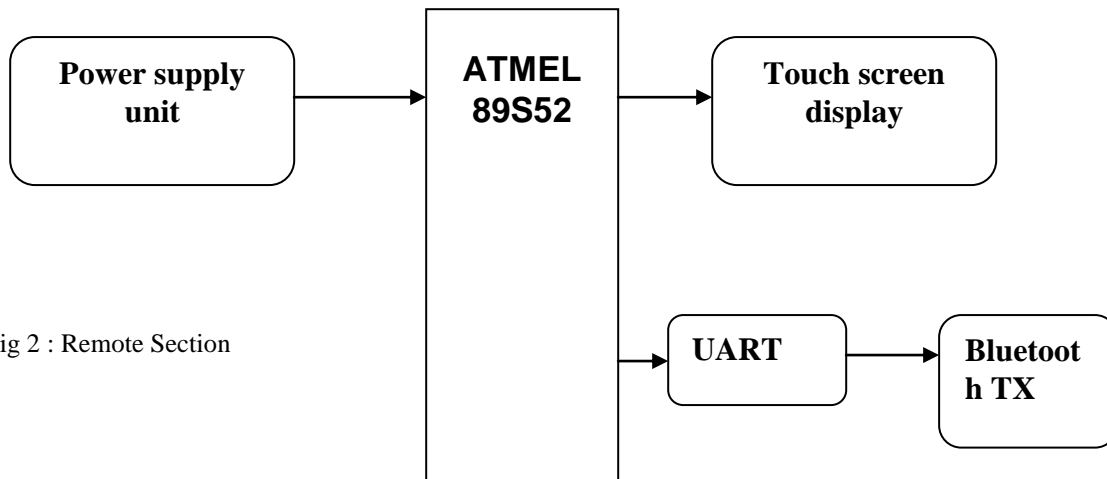 Power supply
unit
ATMEL
89S52
Touch screen
display
ig 2 : Remote Section
UART
Bluetoot
h TX